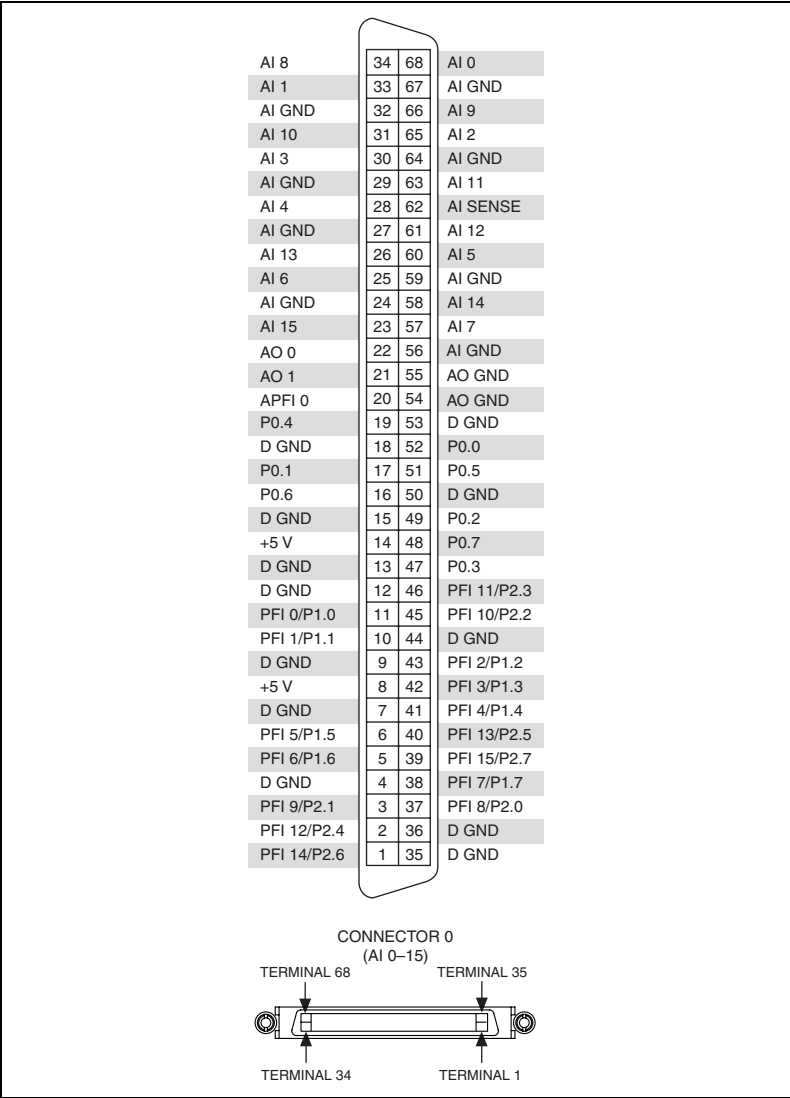 AI 8 34 68 AI 0
AI 1 33 67 AI GND
AI GND 32 66 AI 9
AI 10 31 65 AI 2
AI 3 30 64 AI GND
AI GND 29 63 AI 11
AI 4 28 62 AI SENSE
AI GND 27 61 AI 12
AI 13 26 60 AI 5
AI 6 25 59 AI GND
AI GND 24 58 AI 14
AI 15 23 57 AI 7
AO 0 22 56 AI GND
AO 1 21 55 AO GND
APFI 0 20 54 AO GND
P0.4 19 53 D GND
D GND 18 52 P0.0
P0.1 17 51 P0.5
P0.6 16 50 D GND
D GND 15 49 P0.2
+5 V 14 48 P0.7
D GND 13 47 P0.3
D GND 12 46 PFI 11/P2.3
PFI 0/P1.0 11 45 PFI 10/P2.2
PFI 1/P1.1 10 44 D GND
D GND 9 43 PFI 2/P1.2
+5 V 8 42 PFI 3/P1.3
D GND 7 41 PFI 4/P1.4
PFI 5/P1.5 6 40 PFI 13/P2.5
PFI 6/P1.6 5 39 PFI 15/P2.7
D GND 4 38 PFI 7/P1.7
PFI 9/P2.1 3 37 PFI 8/P2.0
PFI 12/P2.4 2 36 D GND
PFI 14/P2.6 1 35 D GND
CONNECTOR 0
(AI 0–15)
TERMINAL 68 TERMINAL 35
TERMINAL 34 TERMINAL 1